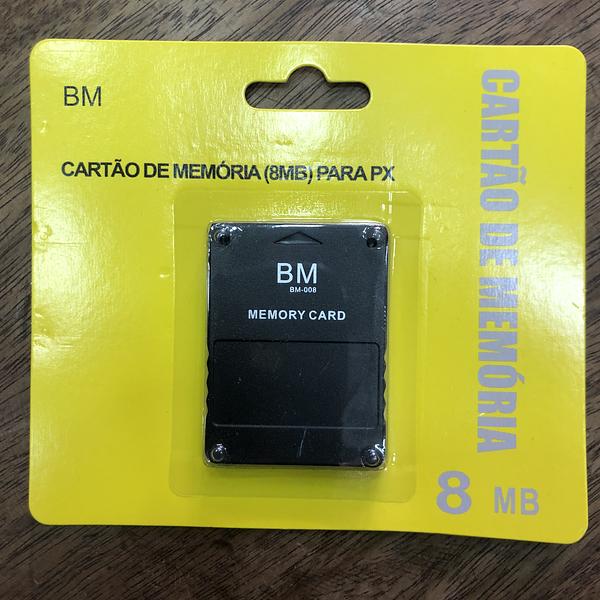 BM
CARTÃO DE MEMÓRIA (8MB) PARA PX
BM
BM-008
MEMORY CARD
CARTÃO DE MEMÓRIA
8 MB